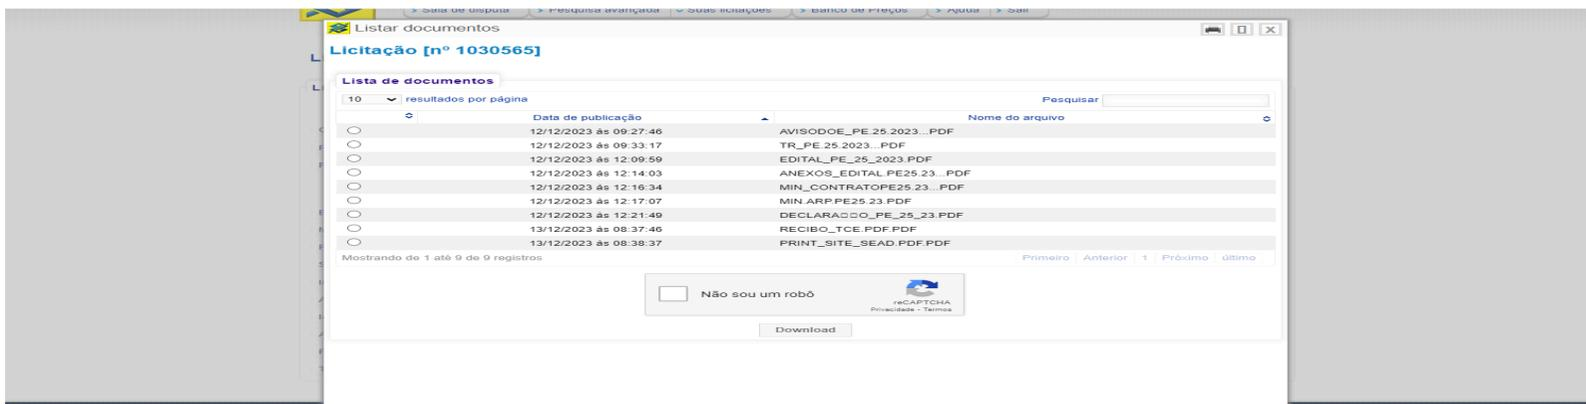 > Sala de disputa > Pesquisa avançada Suas licitações > Banco de Preços > Ajuda > Sair
Listar documentos
Licitação [nº 1030565]
Lista de documentos
10 resultados por página Pesquisar
Data de publicação Nome do arquivo
12/12/2023 às 09:27:46 AVISODOE_PE.25.2023...PDF
12/12/2023 às 09:33:17 TR_PE.25.2023...PDF
12/12/2023 às 12:09:59 EDITAL_PE_25_2023.PDF
12/12/2023 às 12:14:03 ANEXOS_EDITAL.PE25.23...PDF
12/12/2023 às 12:16:34 MIN_CONTRATOPE25.23...PDF
12/12/2023 às 12:17:07 MIN.ARP.PE25.23.PDF
12/12/2023 às 12:21:49 DECLARA□□O_PE_25_23.PDF
13/12/2023 às 08:37:46 RECIBO_TCE.PDF.PDF
13/12/2023 às 08:38:37 PRINT_SITE_SEAD.PDF.PDF
Mostrando de 1 até 9 de 9 registros Primeiro Anterior 1 Próximo último
Não sou um robô
reCAPTCHA
Privacidade - Termos
Download